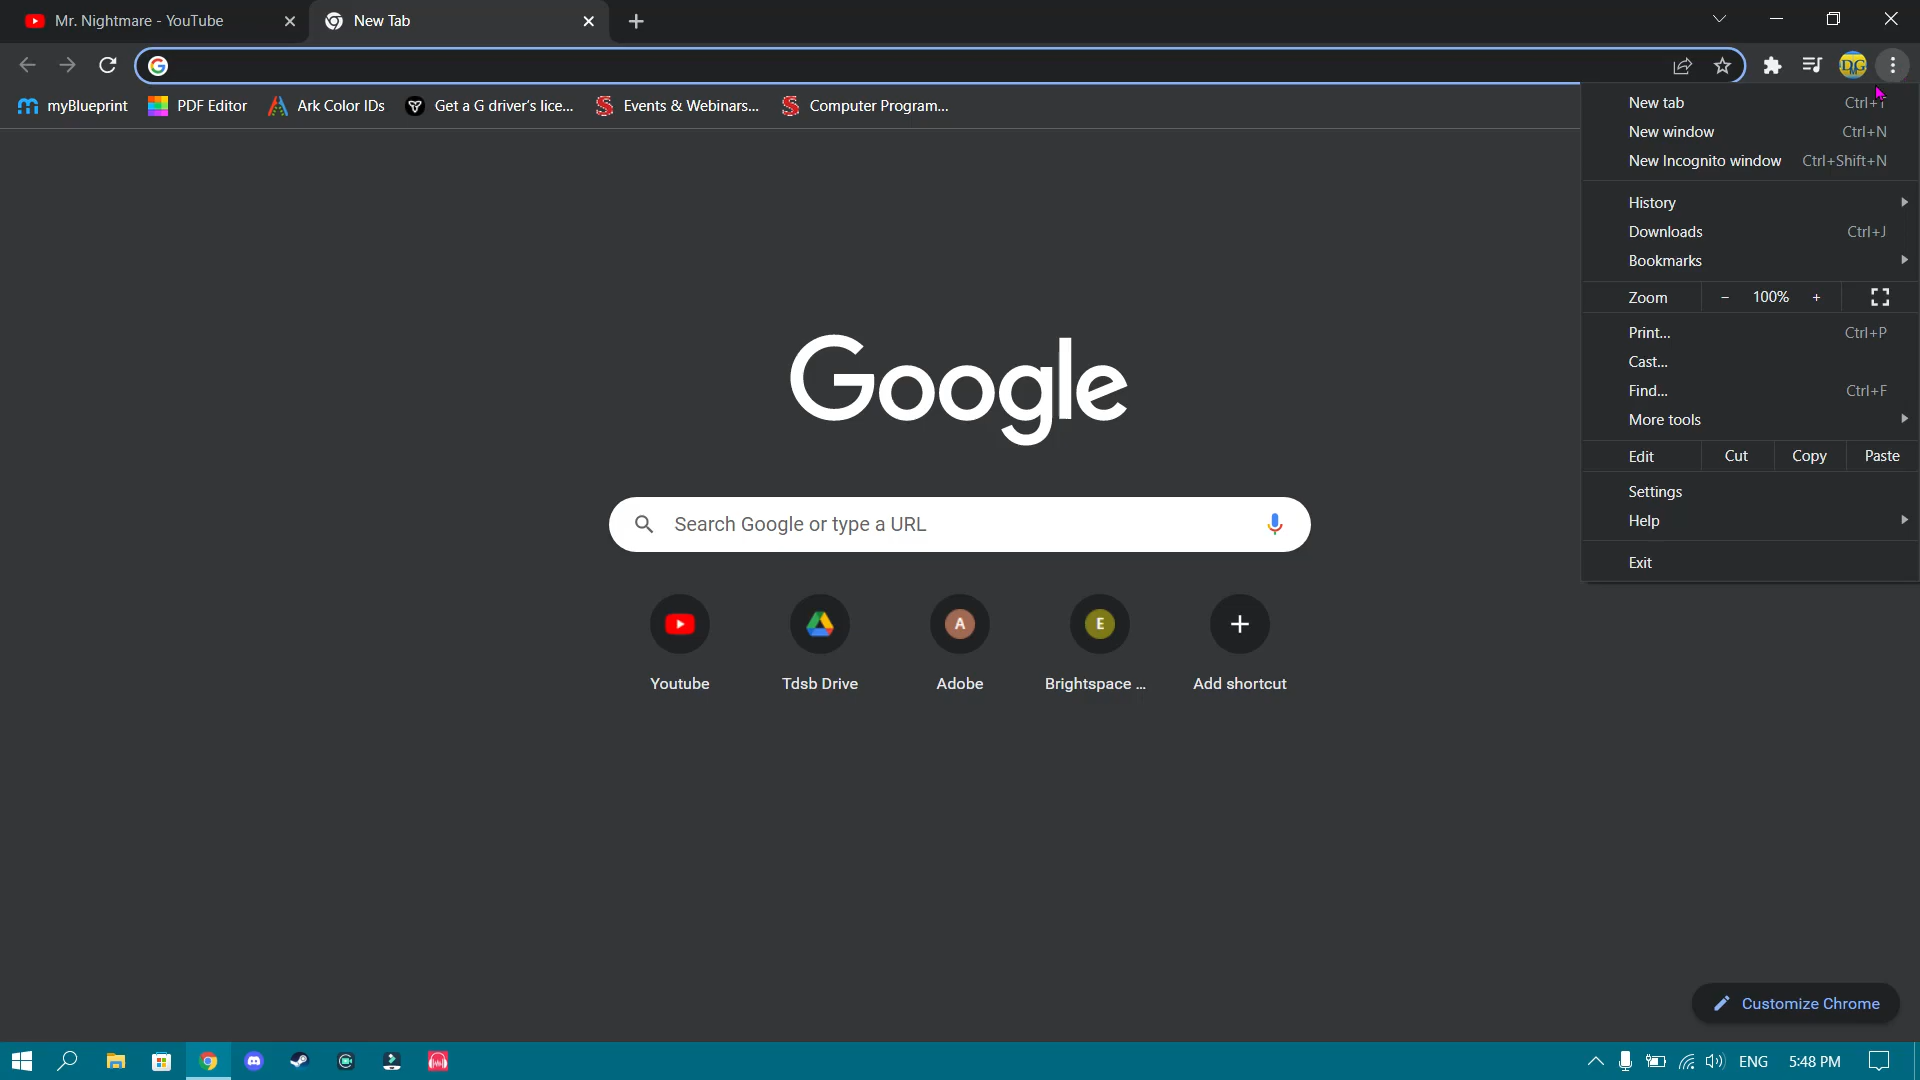 Mr. Nightmare - YouTube
New Tab
myBlueprint
PDF Editor
Ark Color IDs
Get a G driver's lice...
Events & Webinars...
Computer Program...
New tab Ctrl+T
New window Ctrl+N
New Incognito window Ctrl+Shift+N
History
Downloads Ctrl+J
Bookmarks
Zoom - 100% +
Print... Ctrl+P
Cast...
Find... Ctrl+F
More tools
Edit Cut Copy Paste
Settings
Help
Exit
Google
Search Google or type a URL
A
E
Youtube
Tdsb Drive
Adobe
Brightspace ...
Add shortcut
Customize Chrome
ENG
5:48 PM